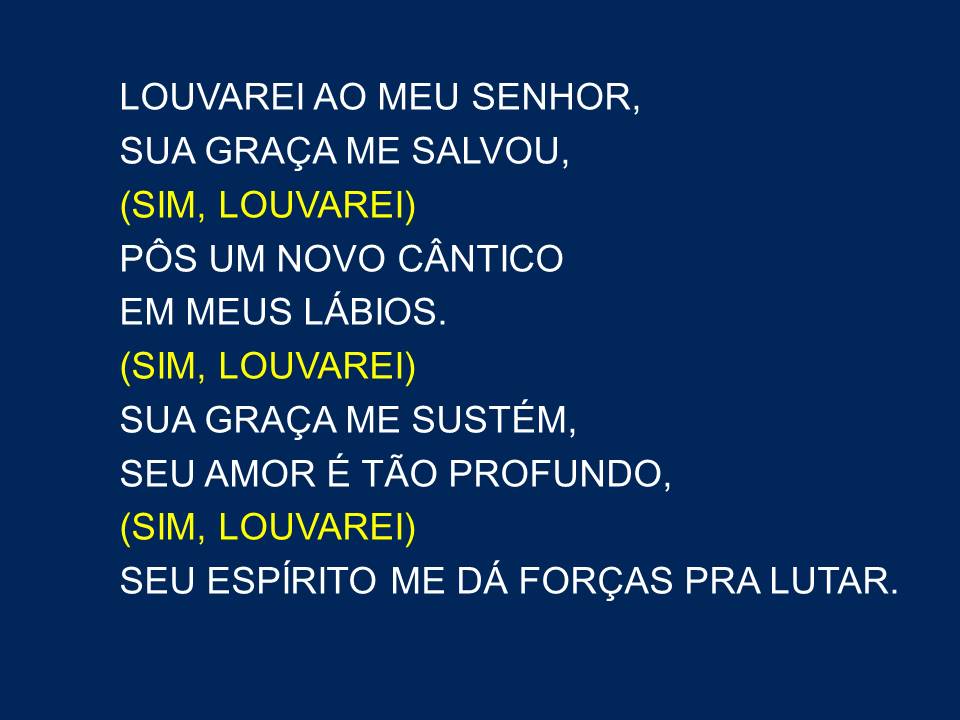 LOUVAREI AO MEU SENHOR,
SUA GRAÇA ME SALVOU,
(SIM, LOUVAREI)
PÔS UM NOVO CÂNTICO
EM MEUS LÁBIOS.
(SIM, LOUVAREI)
SUA GRAÇA ME SUSTÉM,
SEU AMOR É TÃO PROFUNDO,
(SIM, LOUVAREI)
SEU ESPÍRITO ME DÁ FORÇAS PRA LUTAR.